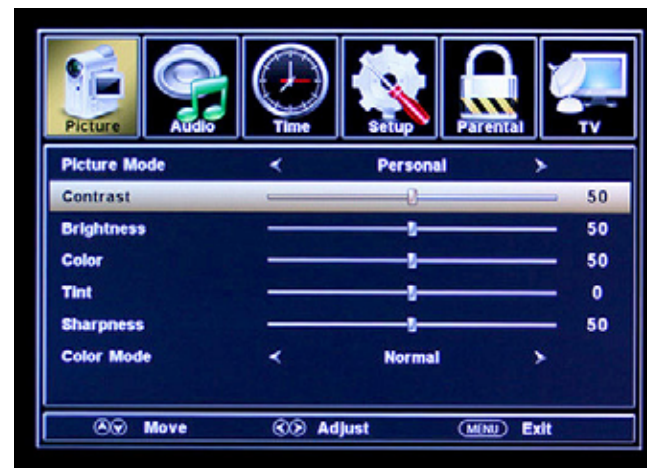 Picture Audio Time Setup Parental TV
Picture Mode < Personal >
Contrast 50
Brightness 50
Color 50
Tint 0
Sharpness 50
Color Mode < Normal >
Move Adjust MENU Exit